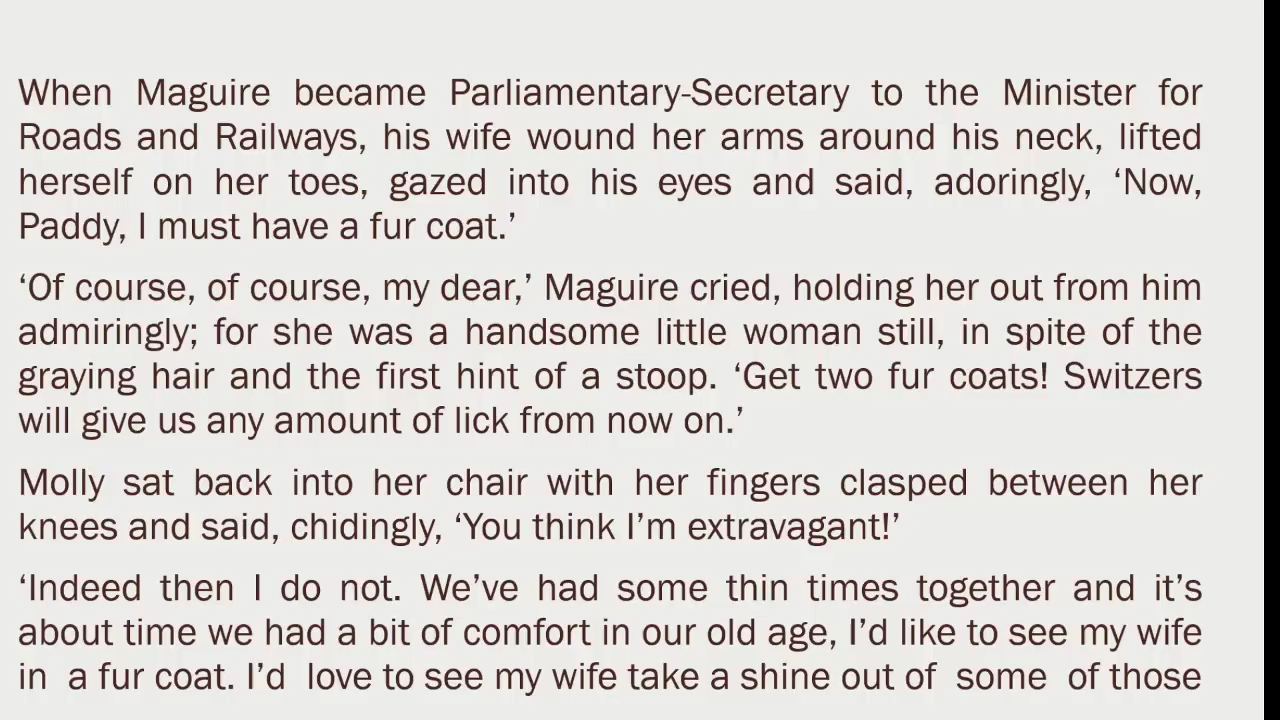 When Maguire became Parliamentary-Secretary to the Minister for
Roads and Railways, his wife wound her arms around his neck, lifted
herself on her toes, gazed into his eyes and said, adoringly, ‘Now,
Paddy, I must have a fur coat.’
‘Of course, of course, my dear,’ Maguire cried, holding her out from him
admiringly; for she was a handsome little woman still, in spite of the
graying hair and the first hint of a stoop. ‘Get two fur coats! Switzers
will give us any amount of lick from now on.’
Molly sat back into her chair with her fingers clasped between her
knees and said, chidingly, ‘You think I’m extravagant!’
‘Indeed then I do not. We’ve had some thin times together and it’s
about time we had a bit of comfort in our old age, I’d like to see my wife
in a fur coat. I’d love to see my wife take a shine out of some of those